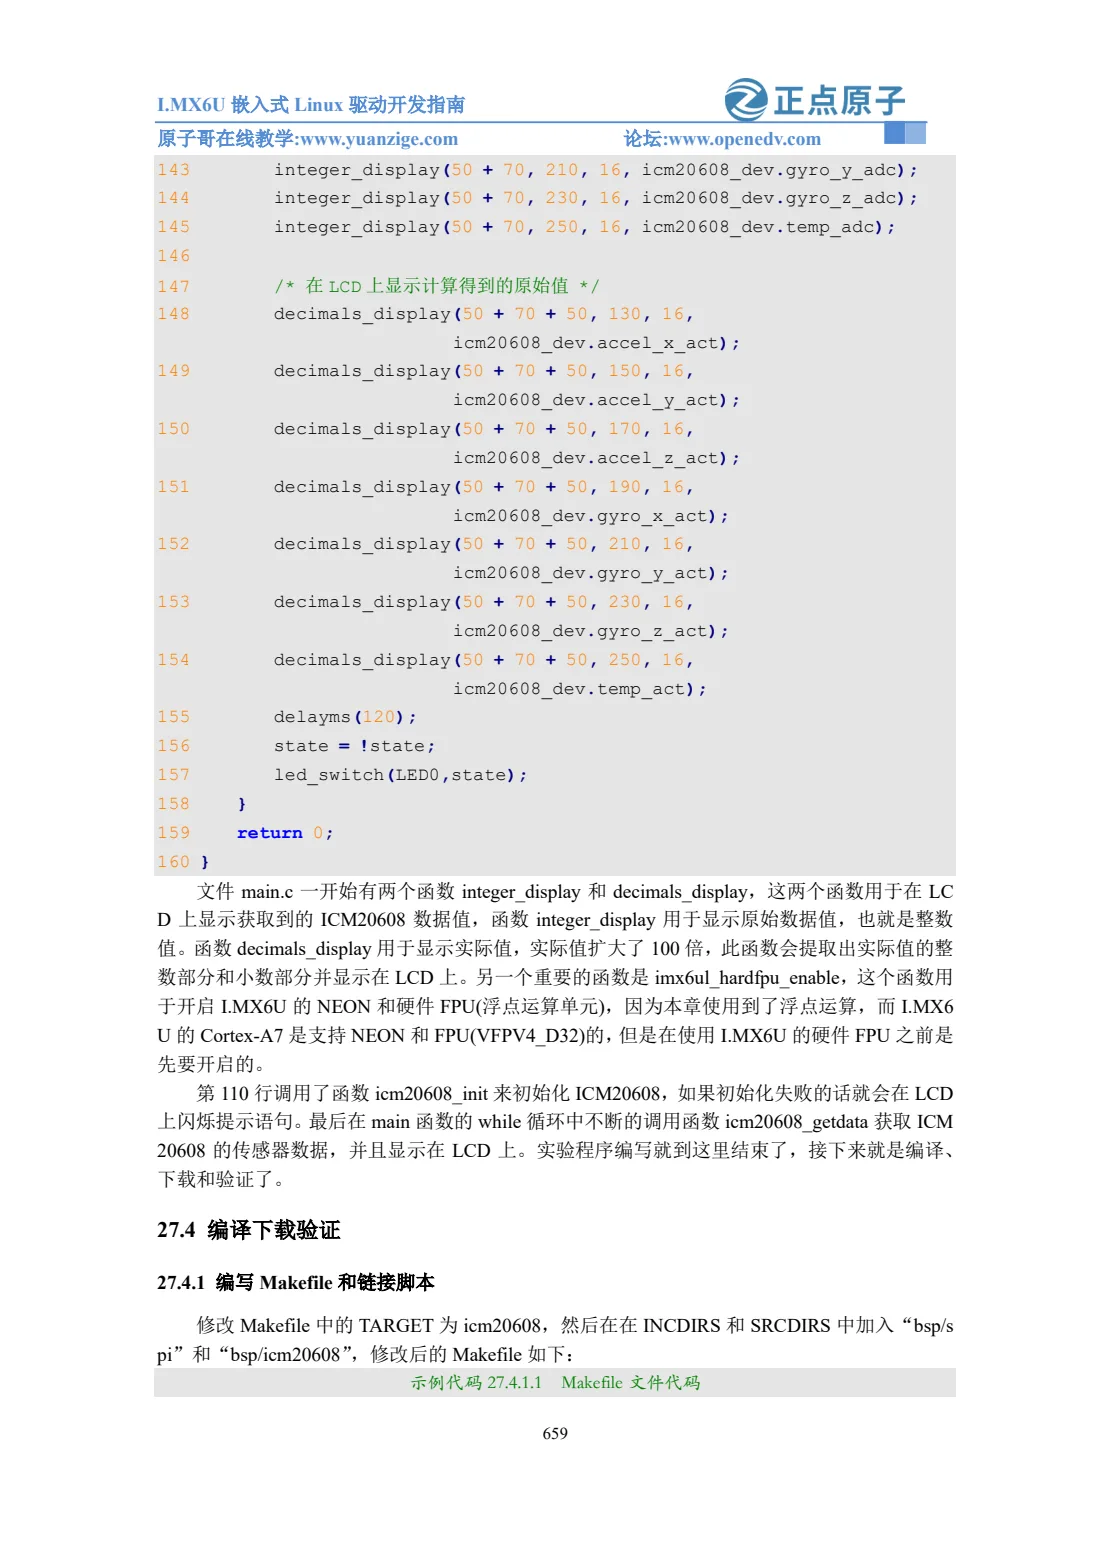 I.MX6U 嵌入式 Linux 驱动开发指南
正点原子
原子哥在线教学:www.yuanzige.com 论坛:www.openedv.com
143 integer_display(50 + 70, 210, 16, icm20608_dev.gyro_y_adc);
144 integer_display(50 + 70, 230, 16, icm20608_dev.gyro_z_adc);
145 integer_display(50 + 70, 250, 16, icm20608_dev.temp_adc);
146
147 /* 在 LCD 上显示计算得到的原始值 */
148 decimals_display(50 + 70 + 50, 130, 16,
icm20608_dev.accel_x_act);
149 decimals_display(50 + 70 + 50, 150, 16,
icm20608_dev.accel_y_act);
150 decimals_display(50 + 70 + 50, 170, 16,
icm20608_dev.accel_z_act);
151 decimals_display(50 + 70 + 50, 190, 16,
icm20608_dev.gyro_x_act);
152 decimals_display(50 + 70 + 50, 210, 16,
icm20608_dev.gyro_y_act);
153 decimals_display(50 + 70 + 50, 230, 16,
icm20608_dev.gyro_z_act);
154 decimals_display(50 + 70 + 50, 250, 16,
icm20608_dev.temp_act);
155 delayms(120);
156 state = !state;
157 led_switch(LED0,state);
158 }
159 return 0;
160 }
文件 main.c 一开始有两个函数 integer_display 和 decimals_display，这两个函数用于在 LC
D 上显示获取到的 ICM20608 数据值，函数 integer_display 用于显示原始数据值，也就是整数
值。函数 decimals_display 用于显示实际值，实际值扩大了 100 倍，此函数会提取出实际值的整
数部分和小数部分并显示在 LCD 上。另一个重要的函数是 imx6ul_hardfpu_enable，这个函数用
于开启 I.MX6U 的 NEON 和硬件 FPU(浮点运算单元)，因为本章使用到了浮点运算，而 I.MX6
U 的 Cortex-A7 是支持 NEON 和 FPU(VFPV4_D32)的，但是在使用 I.MX6U 的硬件 FPU 之前是
先要开启的。
第 110 行调用了函数 icm20608_init 来初始化 ICM20608，如果初始化失败的话就会在 LCD
上闪烁提示语句。最后在 main 函数的 while 循环中不断的调用函数 icm20608_getdata 获取 ICM
20608 的传感器数据，并且显示在 LCD 上。实验程序编写就到这里结束了，接下来就是编译、
下载和验证了。
27.4 编译下载验证
27.4.1 编写 Makefile 和链接脚本
修改 Makefile 中的 TARGET 为 icm20608，然后在在 INCDIRS 和 SRCDIRS 中加入“bsp/s
pi”和“bsp/icm20608”，修改后的 Makefile 如下：
示例代码 27.4.1.1 Makefile 文件代码
659